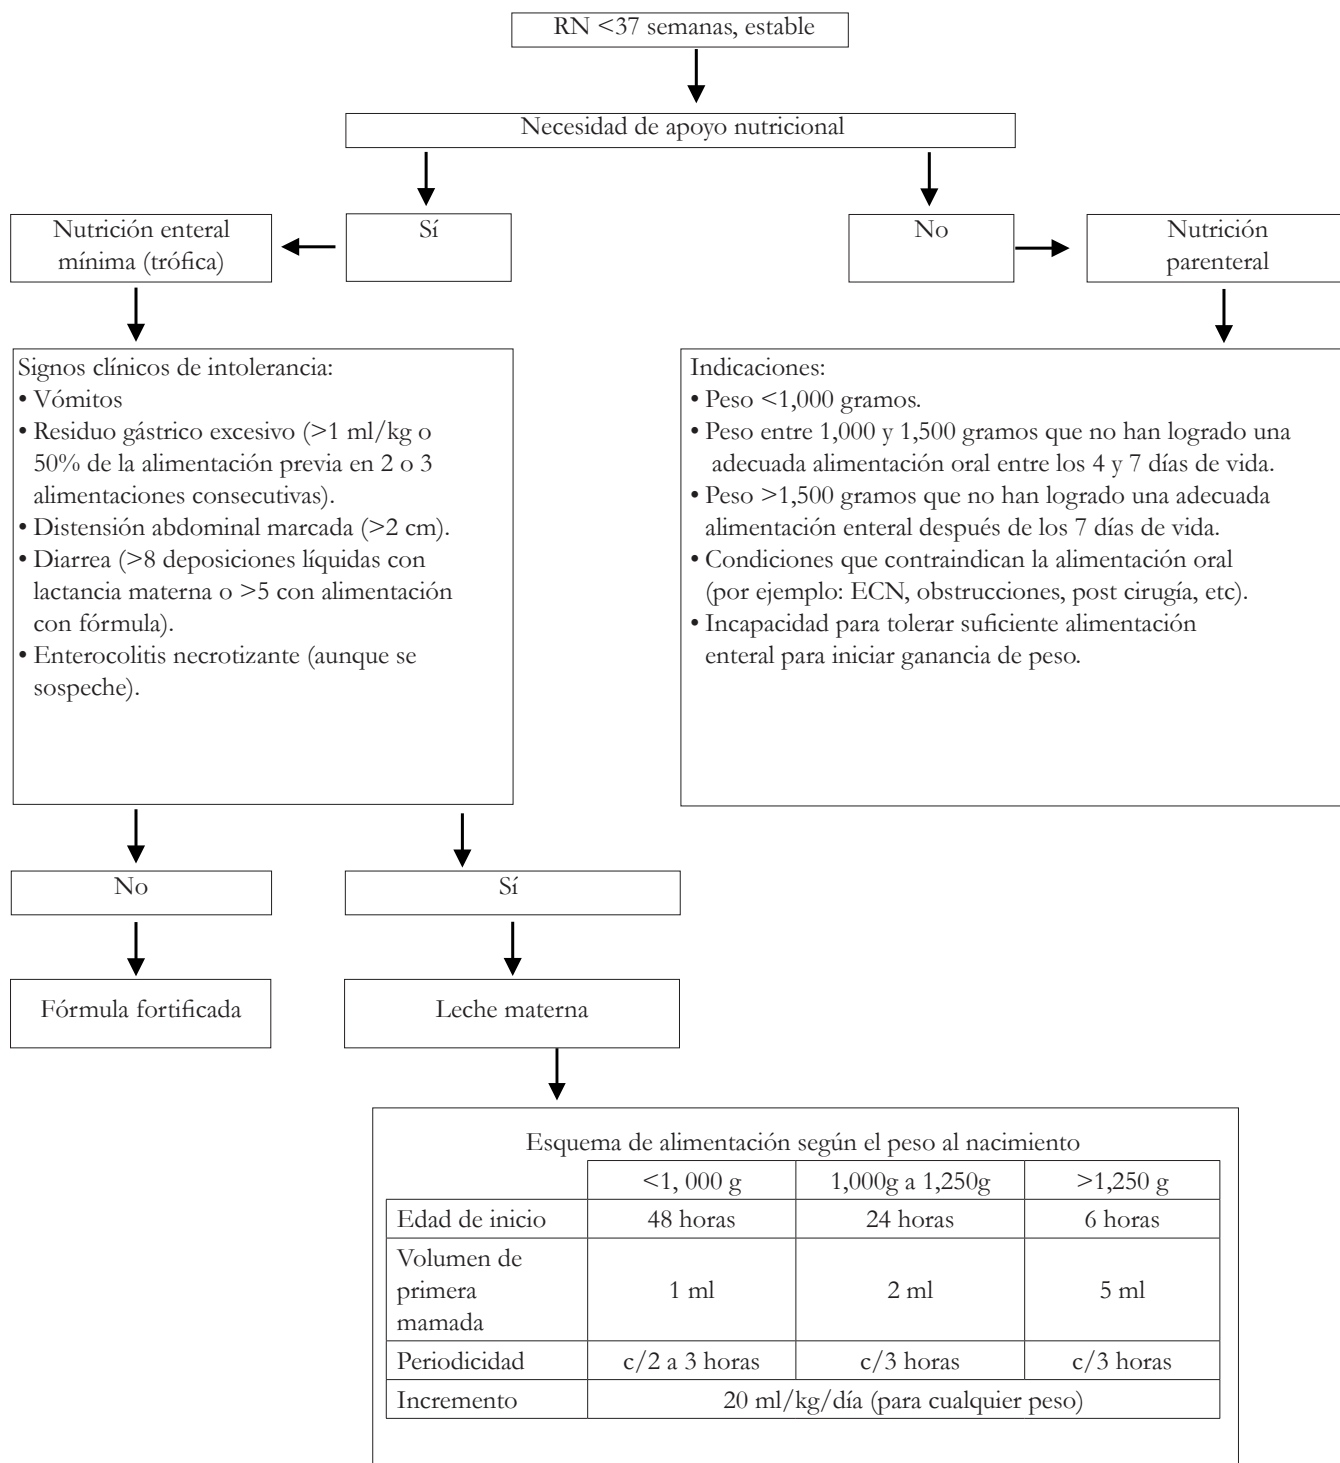 RN <37 semanas, estable
Necesidad de apoyo nutricional
Nutrición enteral
mínima (trófica)
Sí
No
Nutrición
parenteral
Signos clínicos de intolerancia:
• Vómitos
• Residuo gástrico excesivo (>1 ml/kg o
50% de la alimentación previa en 2 o 3
alimentaciones consecutivas).
• Distensión abdominal marcada (>2 cm).
• Diarrea (>8 deposiciones líquidas con
lactancia materna o >5 con alimentación
con fórmula).
• Enterocolitis necrotizante (aunque se
sospeche).
Indicaciones:
• Peso <1,000 gramos.
• Peso entre 1,000 y 1,500 gramos que no han logrado una
adecuada alimentación oral entre los 4 y 7 días de vida.
• Peso >1,500 gramos que no han logrado una adecuada
alimentación enteral después de los 7 días de vida.
• Condiciones que contraindican la alimentación oral
(por ejemplo: ECN, obstrucciones, post cirugía, etc).
• Incapacidad para tolerar suficiente alimentación
enteral para iniciar ganancia de peso.
No
Sí
Fórmula fortificada
Leche materna
Esquema de alimentación según el peso al nacimiento
<1, 000 g 1,000g a 1,250g >1,250 g
Edad de inicio 48 horas 24 horas 6 horas
Volumen de
primera
mamada
1 ml 2 ml 5 ml
Periodicidad c/2 a 3 horas c/3 horas c/3 horas
Incremento 20 ml/kg/día (para cualquier peso)